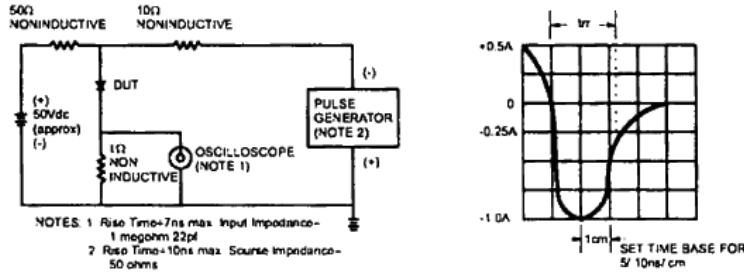 50Ω
NONINDUCTIVE
10Ω
NONINDUCTIVE
DUT
(+)
50Vdc
(approx)
(-)
1Ω
NON
INDUCTIVE
OSCILLOSCOPE
(NOTE 1)
(-)
PULSE
GENERATOR
(NOTE 2)
(+)
NOTES: 1 Rise Time=7ns max. Input Impedance-
1 megohm 22pf
2 Rise Time=10ns max. Sourse Impedance-
50 ohms
trr
+0.5A
0
-0.25A
-1.0A
1cm
SET TIME BASE FOR
5/ 10ns/ cm